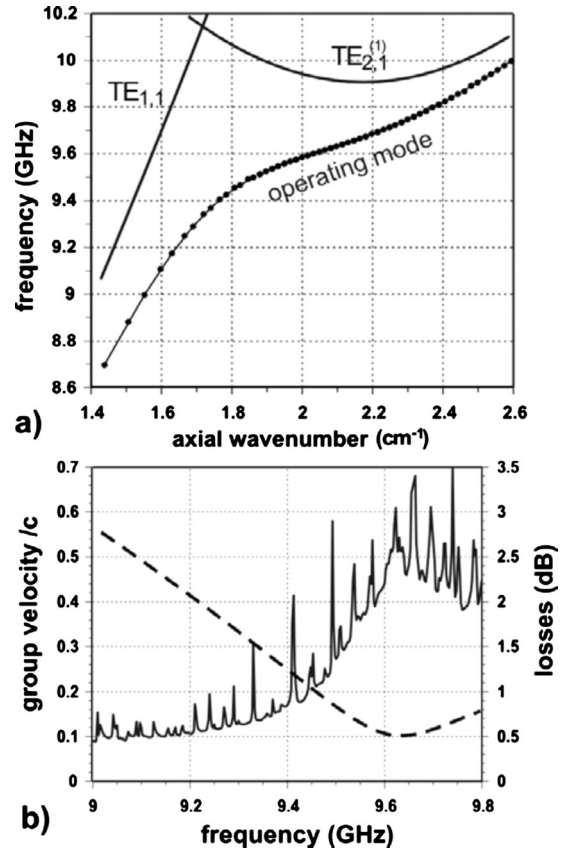 10.2
10
9.8
9.6
9.4
9.2
9
8.8
8.6
frequency (GHz)
TE1,1
TE2,1(1)
operating mode
1.4 1.6 1.8 2 2.2 2.4 2.6
axial wavenumber (cm-1)
a)
0.7
0.6
0.5
0.4
0.3
0.2
0.1
0
group velocity /c
3.5
3
2.5
2
1.5
1
0.5
0
losses (dB)
9 9.2 9.4 9.6 9.8
frequency (GHz)
b)